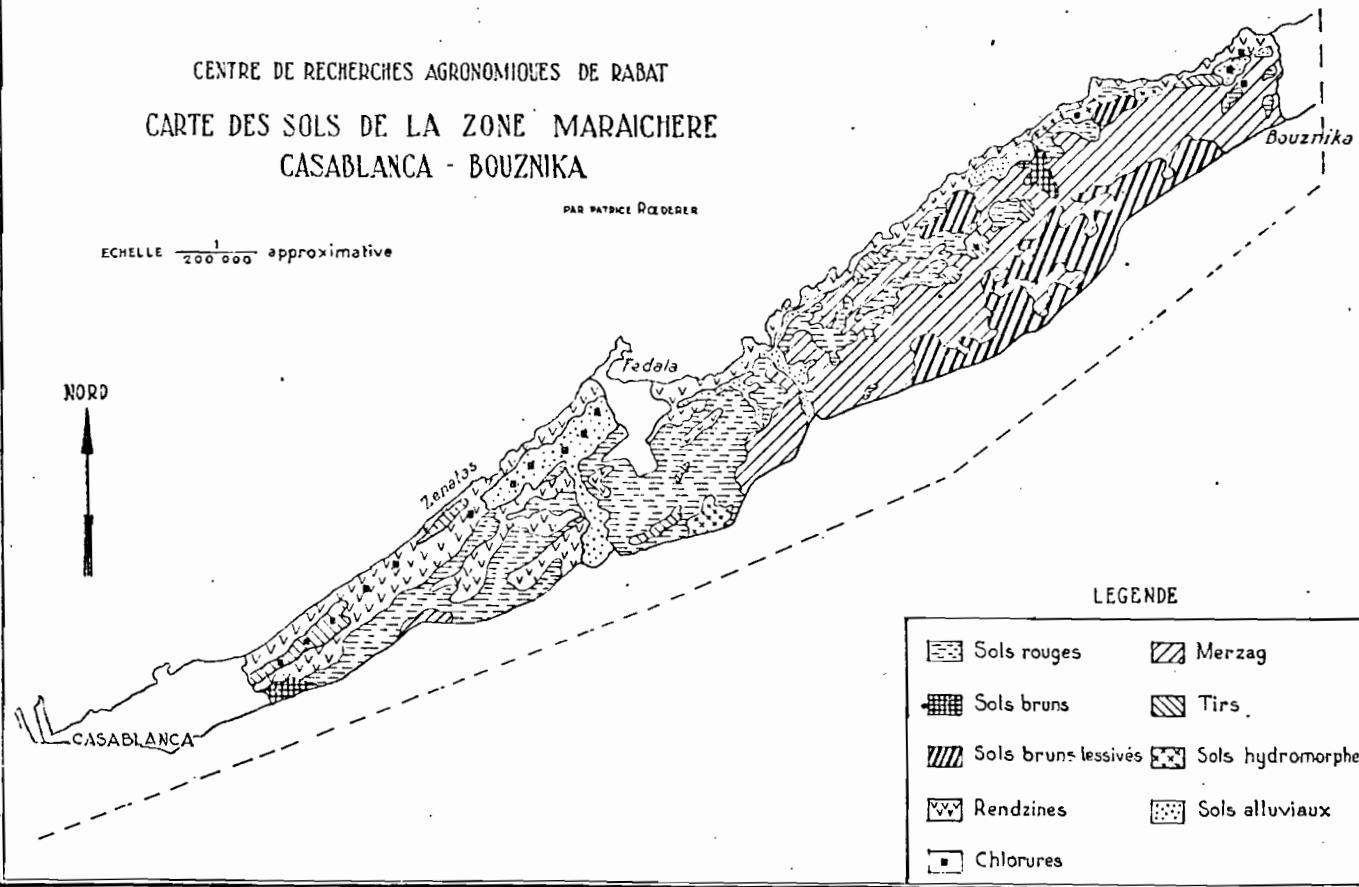 CENTRE DE RECHERCHES AGRONOMIQUES DE RABAT
CARTE DES SOLS DE LA ZONE MARAICHERE
CASABLANCA - BOUZNIKA
PAR PATRICE RŒDERER
ECHELLE 1/200 000 approximative
NORD
Bouznika
Fedala
Zenatas
CASABLANCA
LEGENDE
Sols rouges
Merzag
Sols bruns
Tirs
Sols bruns lessivés
Sols hydromorphe
Rendzines
Sols alluviaux
Chlorures